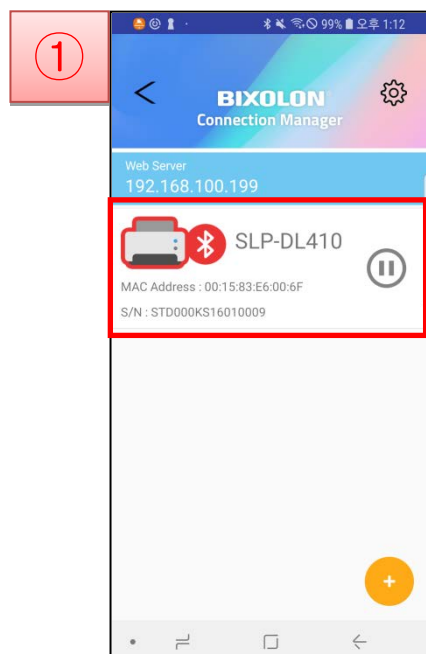 ①
99% 오후 1:12
BIXOLON
Connection Manager
Web Server
192.168.100.199
SLP-DL410
MAC Address : 00:15:83:E6:00:6F
S/N : STD000KS16010009
+